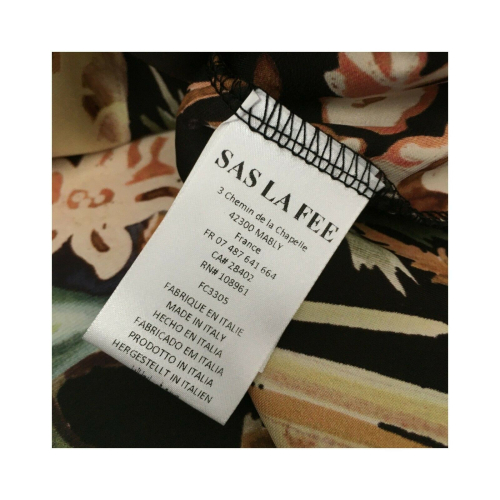 SAS LA FEE
3 Chemin de la Chapelle
42300 MABLY
France
FR 07 487 641 664
CA# 28402
RN# 108961
FC3305
FABRIQUE EN ITALIE
MADE IN ITALY
HECHO EN ITALIA
FABRICADO EM ITALIA
PRODOTTO IN ITALIA
HERGESTELLT IN ITALIEN